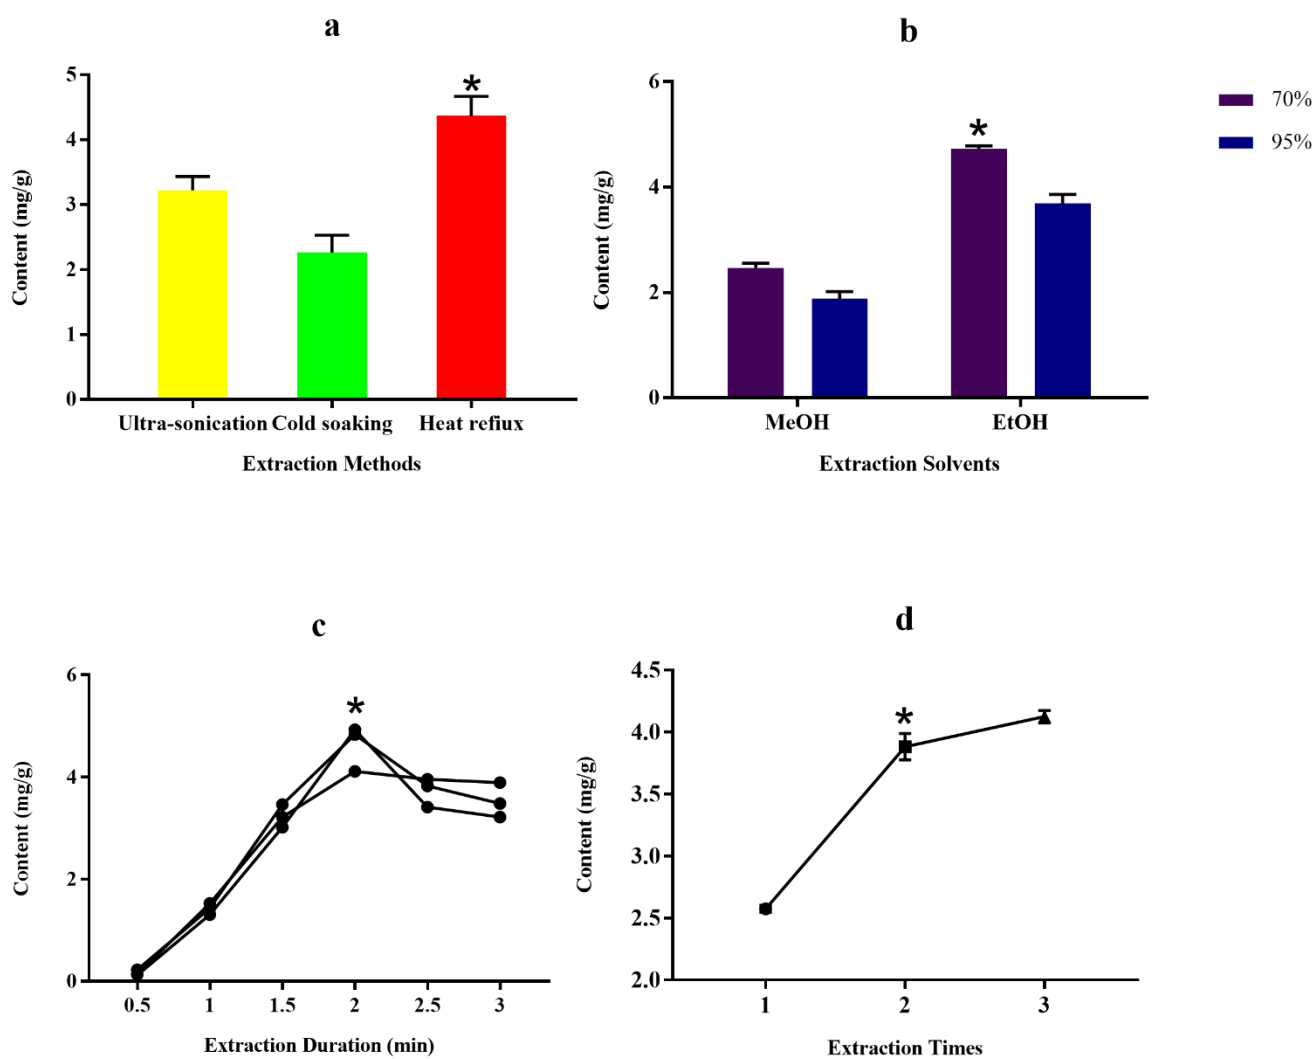 a
5
4
3
2
1
0
Content (mg/g)
*
Ultra-sonication Cold soaking Heat refiux
Extraction Methods
b
6
4
2
0
Content (mg/g)
*
MeOH EtOH
Extraction Solvents
70%
95%
c
6
4
2
0
Content (mg/g)
*
0.5 1 1.5 2 2.5 3
Extraction Duration (min)
d
4.5
4.0
3.5
3.0
2.5
2.0
Content (mg/g)
*
1 2 3
Extraction Times